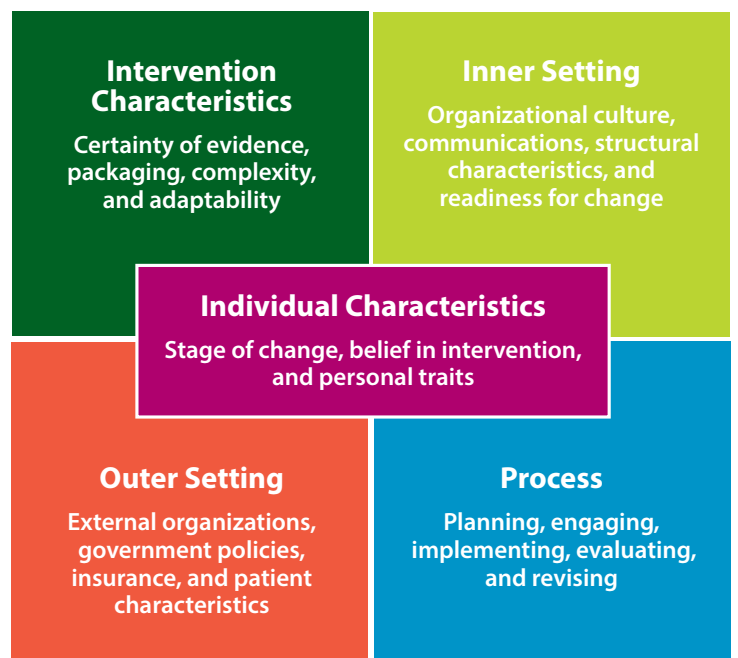 Intervention
Characteristics
Certainty of evidence,
packaging, complexity,
and adaptability
Inner Setting
Organizational culture,
communications, structural
characteristics, and
readiness for change
Individual Characteristics
Stage of change, belief in intervention,
and personal traits
Outer Setting
External organizations,
government policies,
insurance, and patient
characteristics
Process
Planning, engaging,
implementing, evaluating,
and revising